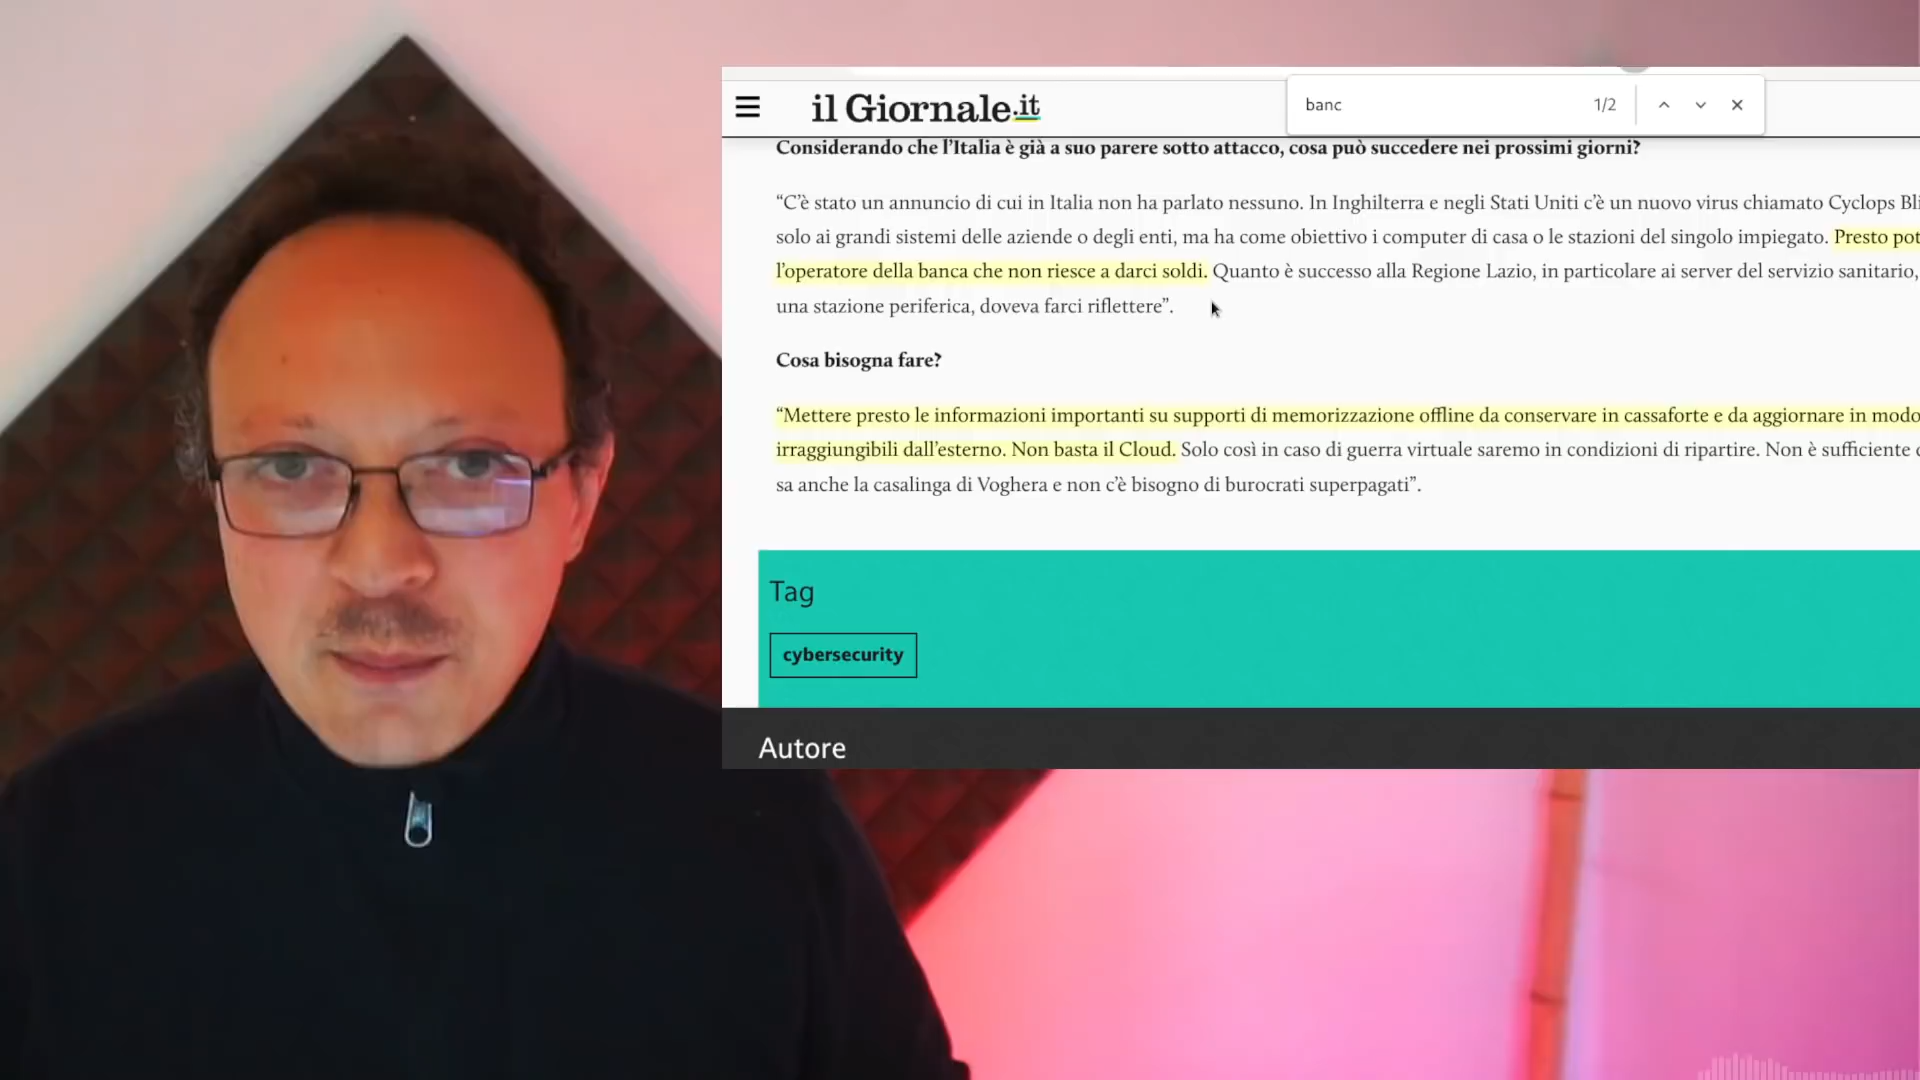 il Giornale.it
banc
1/2
Considerando che l'Italia è già a suo parere sotto attacco, cosa può succedere nei prossimi giorni?
“C'è stato un annuncio di cui in Italia non ha parlato nessuno. In Inghilterra e negli Stati Uniti c'è un nuovo virus chiamato Cyclops Bli
solo ai grandi sistemi delle aziende o degli enti, ma ha come obiettivo i computer di casa o le stazioni del singolo impiegato. Presto pot
l'operatore della banca che non riesce a darci soldi. Quanto è successo alla Regione Lazio, in particolare ai server del servizio sanitario,
una stazione periferica, doveva farci riflettere”.
Cosa bisogna fare?
“Mettere presto le informazioni importanti su supporti di memorizzazione offline da conservare in cassaforte e da aggiornare in modo
irraggiungibili dall'esterno. Non basta il Cloud. Solo così in caso di guerra virtuale saremo in condizioni di ripartire. Non è sufficiente
sa anche la casalinga di Voghera e non c'è bisogno di burocrati superpagati”.
Tag
cybersecurity
Autore